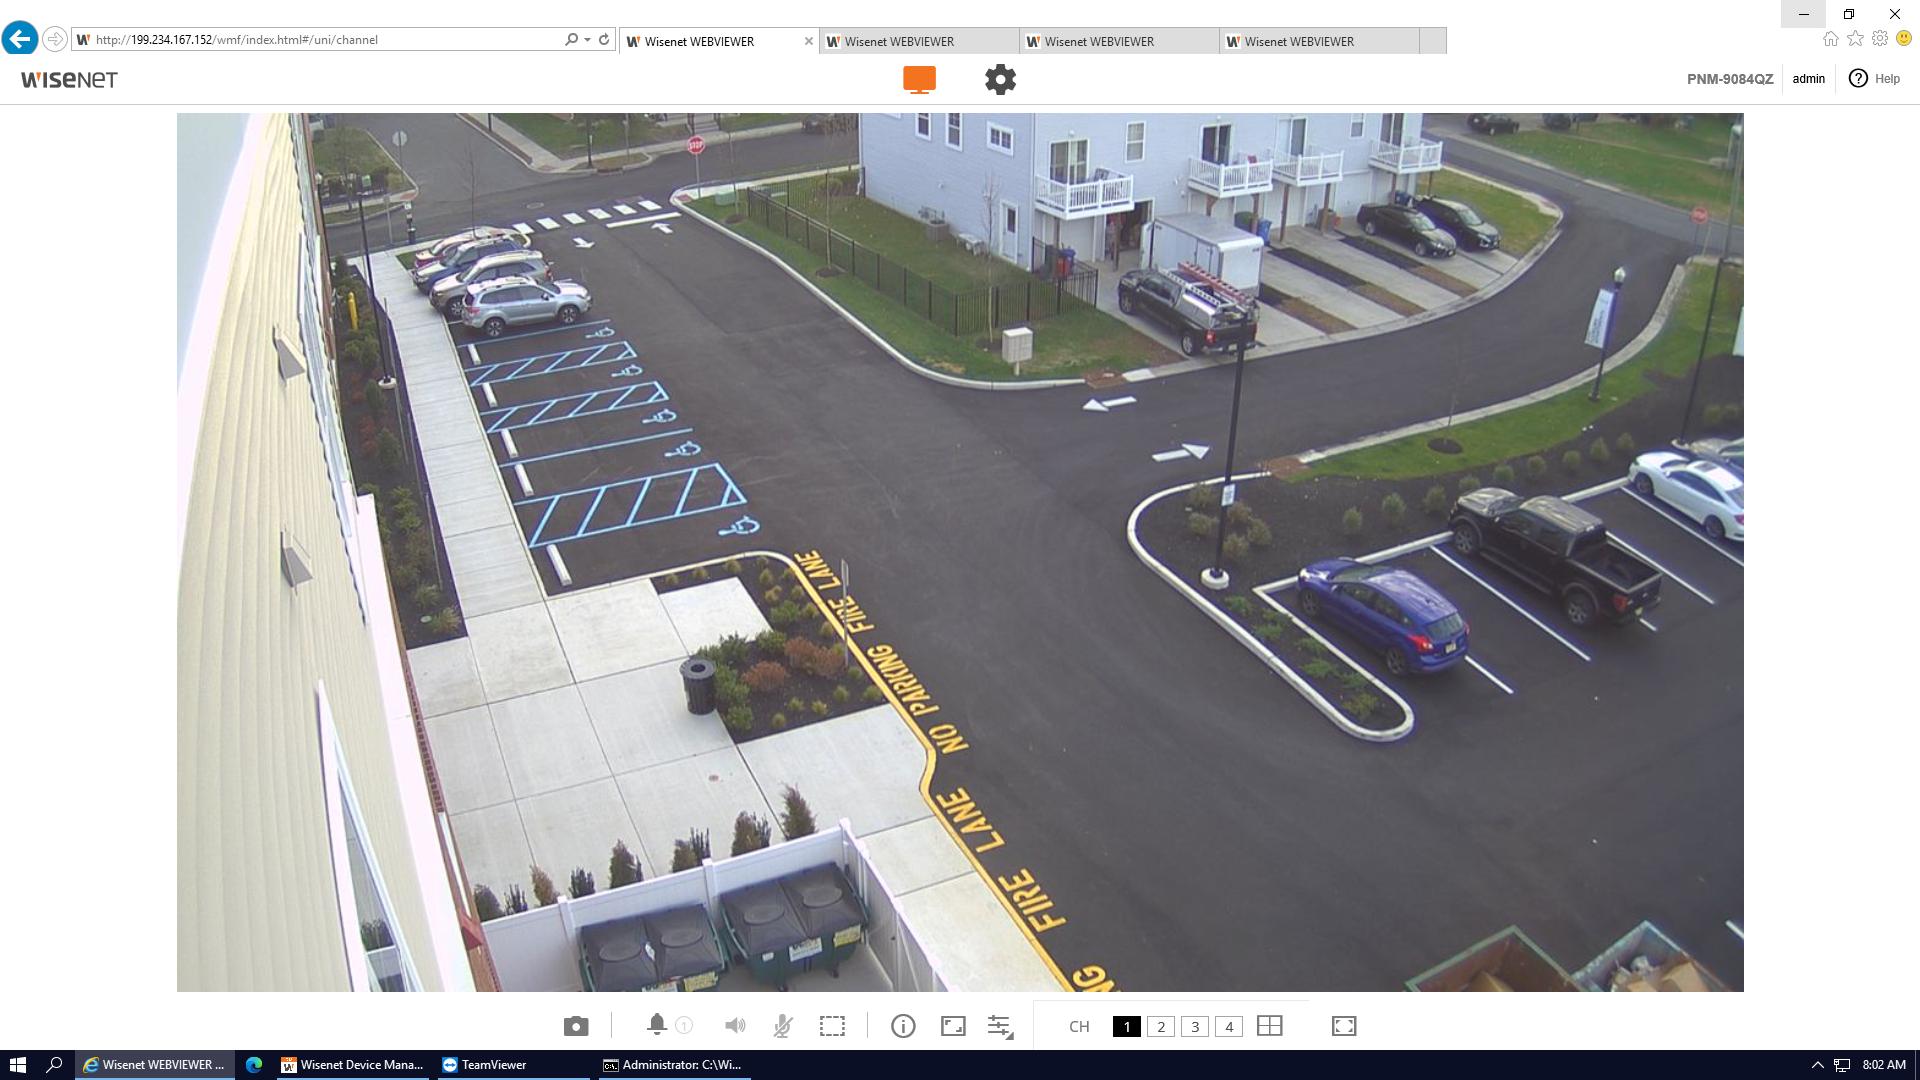 http://199.234.167.152/wmf/index.html#/uni/channel
Wisenet WEBVIEWER
Wisenet WEBVIEWER
Wisenet WEBVIEWER
Wisenet WEBVIEWER
WISENET
PNM-9084QZ
admin
? Help
STOP
FIRE LANE
NO PARKING
FIRE LANE
NG
1
CH
1
2
3
4
Wisenet WEBVIEWER ...
Wisenet Device Mana...
TeamViewer
Administrator: C:\Wi...
8:02 AM